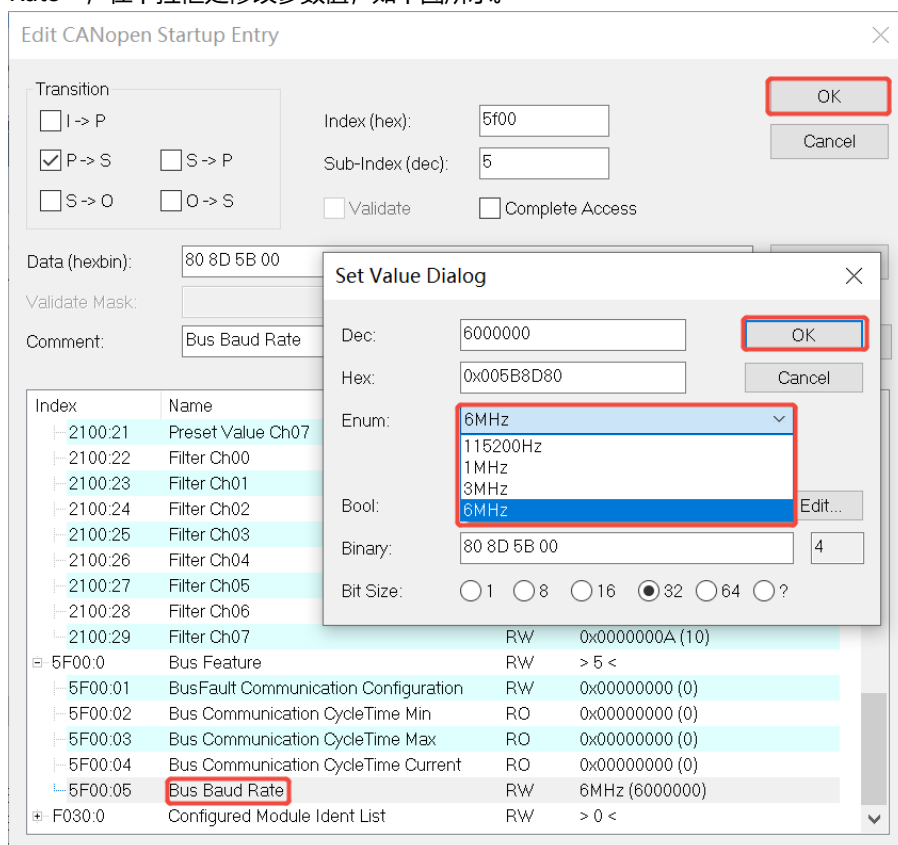 Edit CANopen Startup Entry
Transition
I -> P
P -> S
S -> P
S -> O
O -> S
Index (hex):
5f00
Sub-Index (dec):
5
Validate
Complete Access
OK
Cancel
Data (hexbin):
80 8D 5B 00
Validate Mask:
Comment:
Bus Baud Rate
Set Value Dialog
Dec:
6000000
OK
Hex:
0x005B8D80
Cancel
Enum:
6MHz
115200Hz
1MHz
3MHz
6MHz
Bool:
Edit...
Binary:
80 8D 5B 00
4
Bit Size:
1
8
16
32
64
?
Index Name
2100:21 Preset Value Ch07
2100:22 Filter Ch00
2100:23 Filter Ch01
2100:24 Filter Ch02
2100:25 Filter Ch03
2100:26 Filter Ch04
2100:27 Filter Ch05
2100:28 Filter Ch06
2100:29 Filter Ch07 RW 0x0000000A (10)
5F00:0 Bus Feature RW > 5 <
5F00:01 BusFault Communication Configuration RW 0x00000000 (0)
5F00:02 Bus Communication CycleTime Min RO 0x00000000 (0)
5F00:03 Bus Communication CycleTime Max RO 0x00000000 (0)
5F00:04 Bus Communication CycleTime Current RO 0x00000000 (0)
5F00:05 Bus Baud Rate RW 6MHz (6000000)
F030:0 Configured Module Ident List RW > 0 <